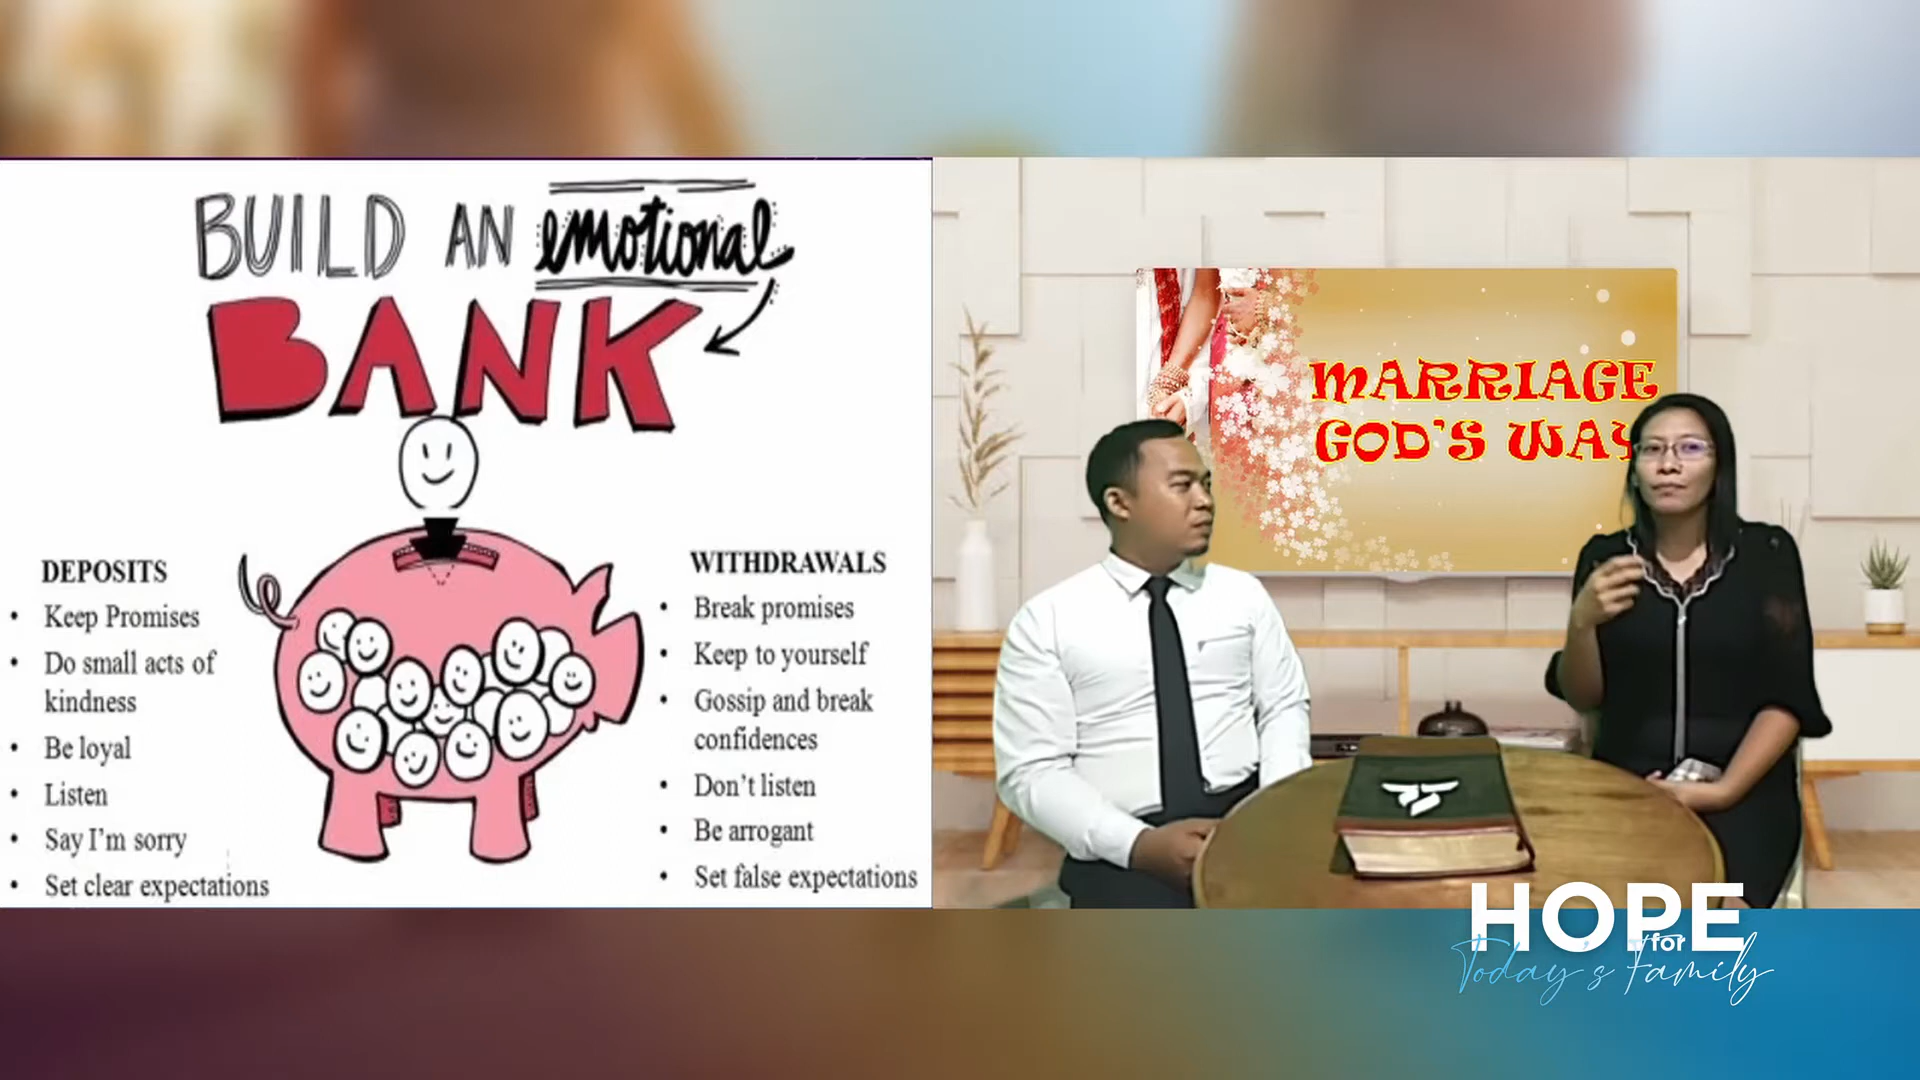 BUILD AN emotional
BANK
DEPOSITS
• Keep Promises
• Do small acts of
kindness
• Be loyal
• Listen
• Say I'm sorry
• Set clear expectations
WITHDRAWALS
• Break promises
• Keep to yourself
• Gossip and break
confidences
• Don't listen
• Be arrogant
• Set false expectations
MARRIAGE
GOD'S WAY
HOPE
for
Today's Family